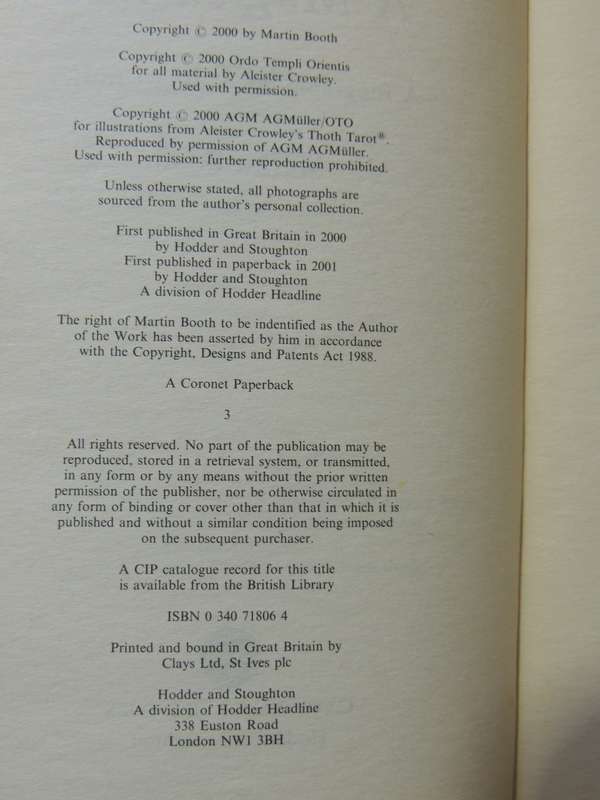 Copyright © 2000 by Martin Booth
Copyright © 2000 Ordo Templi Orientis
for all material by Aleister Crowley.
Used with permission.
Copyright © 2000 AGM AGMüller/OTO
for illustrations from Aleister Crowley's Thoth Tarot®.
Reproduced by permission of AGM AGMüller.
Used with permission: further reproduction prohibited.
Unless otherwise stated, all photographs are
sourced from the author's personal collection.
First published in Great Britain in 2000
by Hodder and Stoughton
First published in paperback in 2001
by Hodder and Stoughton
A division of Hodder Headline
The right of Martin Booth to be indentified as the Author
of the Work has been asserted by him in accordance
with the Copyright, Designs and Patents Act 1988.
A Coronet Paperback
3
All rights reserved. No part of the publication may be
reproduced, stored in a retrieval system, or transmitted,
in any form or by any means without the prior written
permission of the publisher, nor be otherwise circulated in
any form of binding or cover other than that in which it is
published and without a similar condition being imposed
on the subsequent purchaser.
A CIP catalogue record for this title
is available from the British Library
ISBN 0 340 71806 4
Printed and bound in Great Britain by
Clays Ltd, St Ives plc
Hodder and Stoughton
A division of Hodder Headline
338 Euston Road
London NW1 3BH